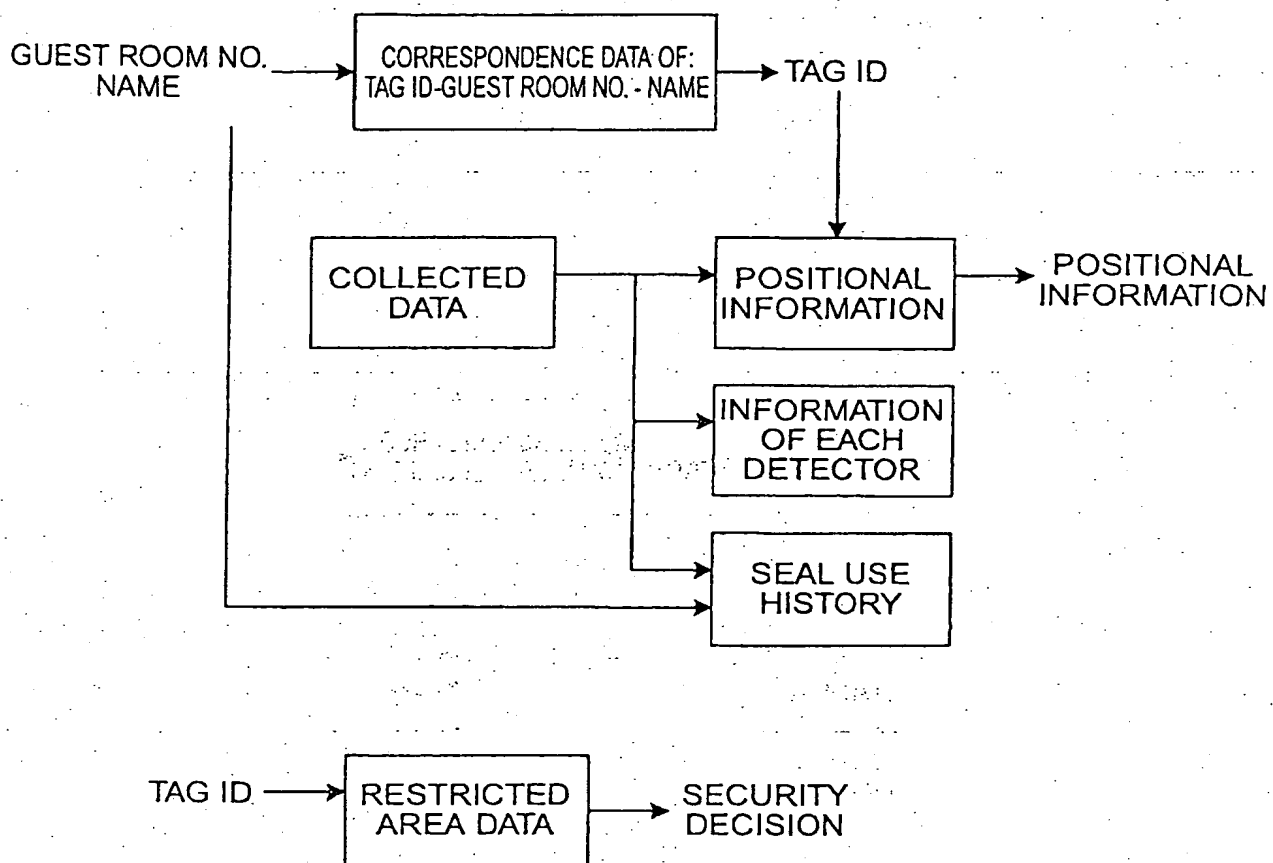 GUEST ROOM NO.
NAME
CORRESPONDENCE DATA OF:
TAG ID-GUEST ROOM NO. - NAME
TAG ID
COLLECTED
DATA
POSITIONAL
INFORMATION
POSITIONAL
INFORMATION
INFORMATION
OF EACH
DETECTOR
SEAL USE
HISTORY
TAG ID
RESTRICTED
AREA DATA
SECURITY
DECISION